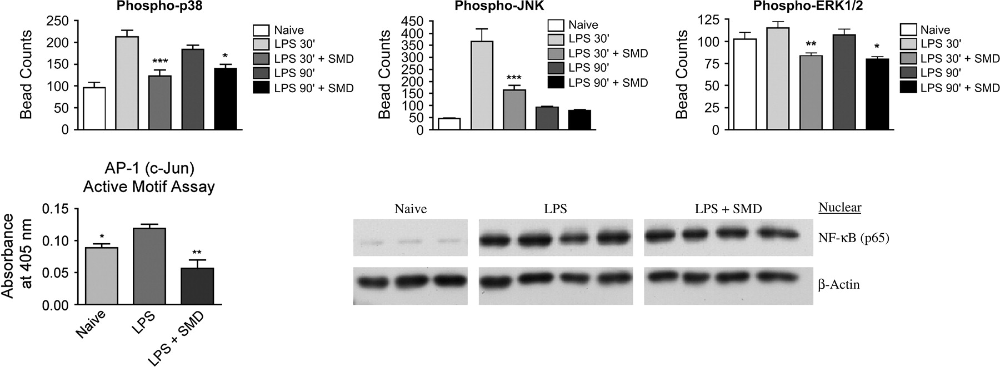 Phospho-p38
250
200
150
100
50
0
Bead Counts
***
*
Naive
LPS 30'
LPS 30' + SMD
LPS 90'
LPS 90' + SMD
Phospho-JNK
450
400
350
300
250
200
150
100
50
0
Bead Counts
***
Naive
LPS 30'
LPS 30' + SMD
LPS 90'
LPS 90' + SMD
Phospho-ERK1/2
125
100
75
50
25
0
Bead Counts
**
*
Naive
LPS 30'
LPS 30' + SMD
LPS 90'
LPS 90' + SMD
AP-1 (c-Jun)
Active Motif Assay
0.15
0.10
0.05
0.00
Absorbance
at 405 nm
*
**
Naive
LPS
LPS + SMD
Naive
LPS
LPS + SMD
Nuclear
NF-κB (p65)
β-Actin